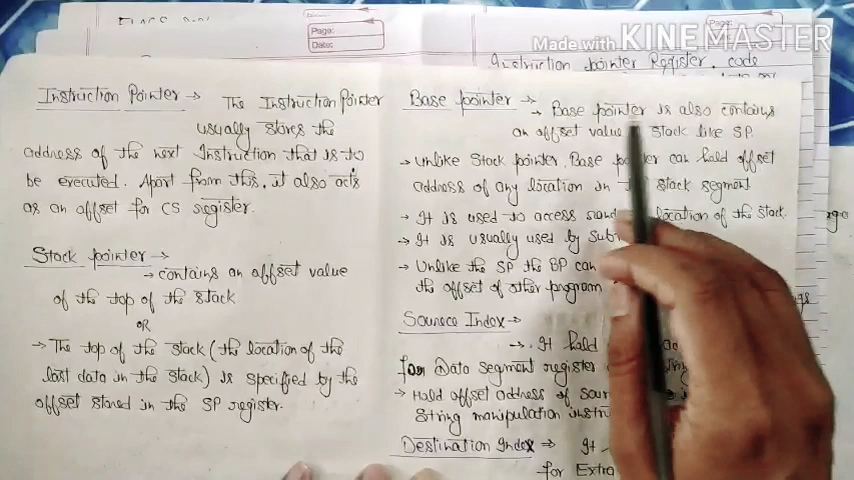 Made with KINEMASTER
Page:
Date:
Page:
Instruction pointer Register, code
Instruction Pointer → The Instruction Pointer
usually stores the
address of the next Instruction that is to
be executed. Apart from this, it also acts
as an offset for CS register.
Stack pointer →
→ contains an offset value
of the top of the stack
OR
→ The top of the stack (the location of the
last data in the stack) is specified by the
offset stored in the SP register.
Base pointer →
→ Base pointer is also contains
an offset value stack like SP
• Unlike Stack pointer, Base pointer can hold offset
address of any location in the stack segment
→ It is used to access location of the stack.
→ It is usually used by
→ Unlike the SP the BP can
the offset of other program
Sourece Index →
→ It hold
for Data segment register
→ Hold offset address of
String manipulation
Destination Index ⇒ It
for Extra